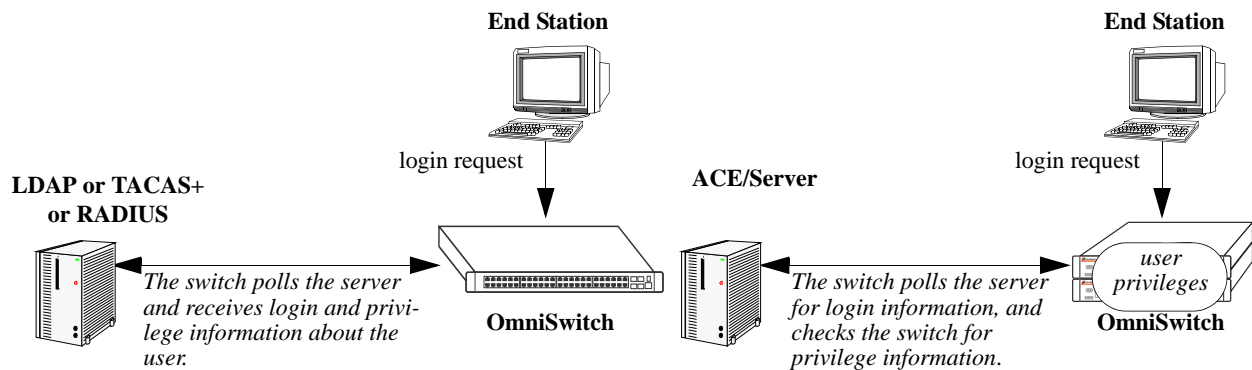 End Station
login request
LDAP or TACAS+
or RADIUS
The switch polls the server
and receives login and privi-
lege information about the
user.
OmniSwitch
End Station
login request
ACE/Server
The switch polls the server
for login information, and
checks the switch for
privilege information.
user
privileges
OmniSwitch